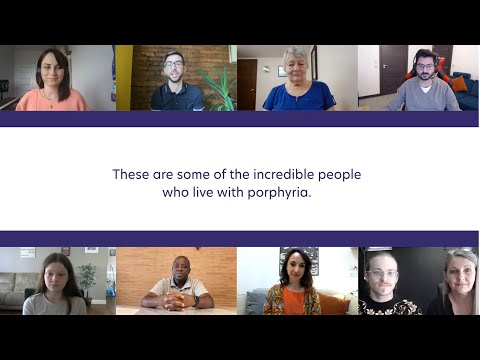 These are some of the incredible people
who live with porphyria.